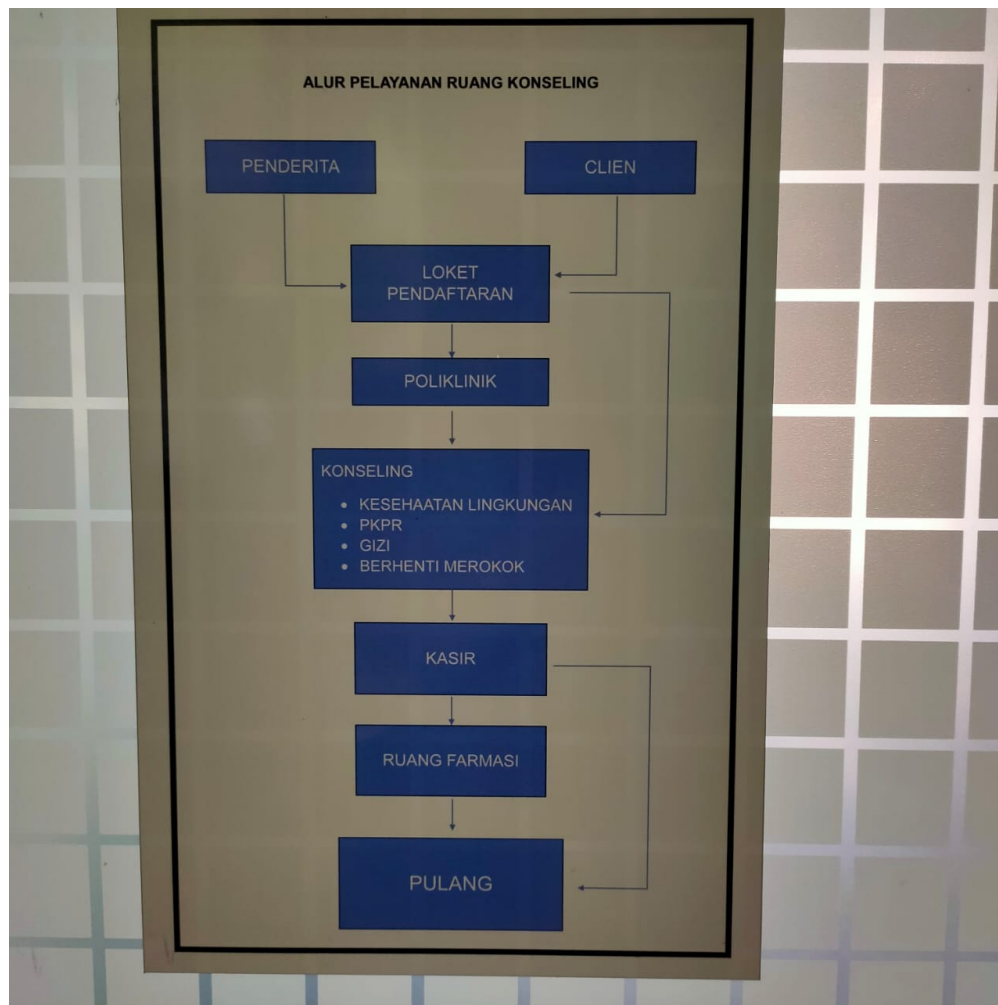 ALUR PELAYANAN RUANG KONSELING
PENDERITA
CLIEN
LOKET
PENDAFTARAN
POLIKLINIK
KONSELING
• KESEHAATAN LINGKUNGAN
• PKPR
• GIZI
• BERHENTI MEROKOK
KASIR
RUANG FARMASI
PULANG